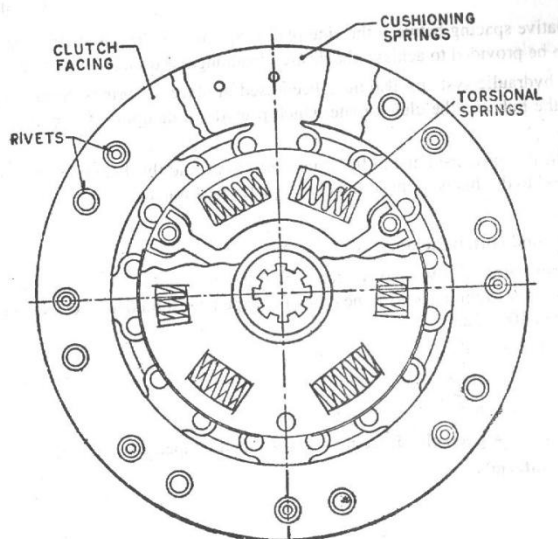 CUSHIONING
SPRINGS
CLUTCH
FACING
TORSIONAL
SPRINGS
RIVETS